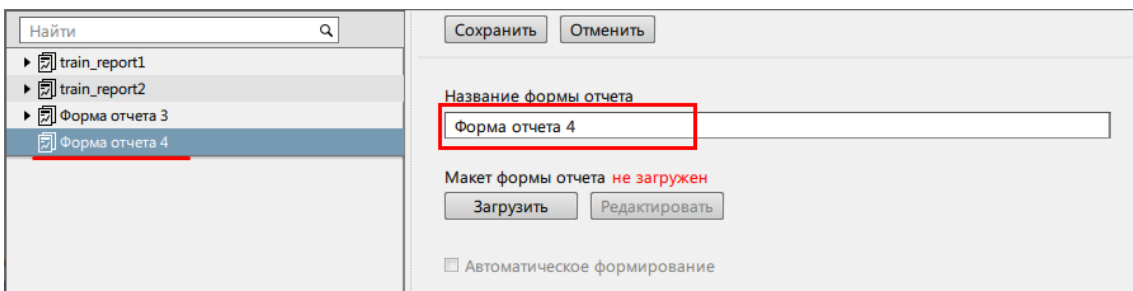 Найти
train_report1
train_report2
Форма отчета 3
Форма отчета 4
Сохранить Отменить
Название формы отчета
Форма отчета 4
Макет формы отчета не загружен
Загрузить Редактировать
Автоматическое формирование